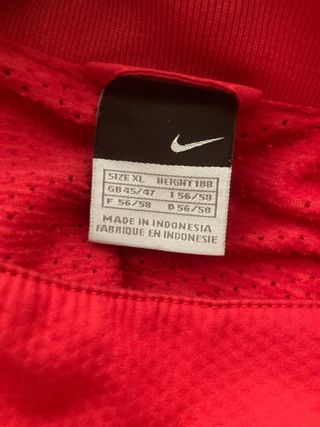 SIZE XL HEIGHT 188
GB 45/47 I 56/58
F 56/58 D 56/58
MADE IN INDONESIA
FABRIQUE EN INDONESIE